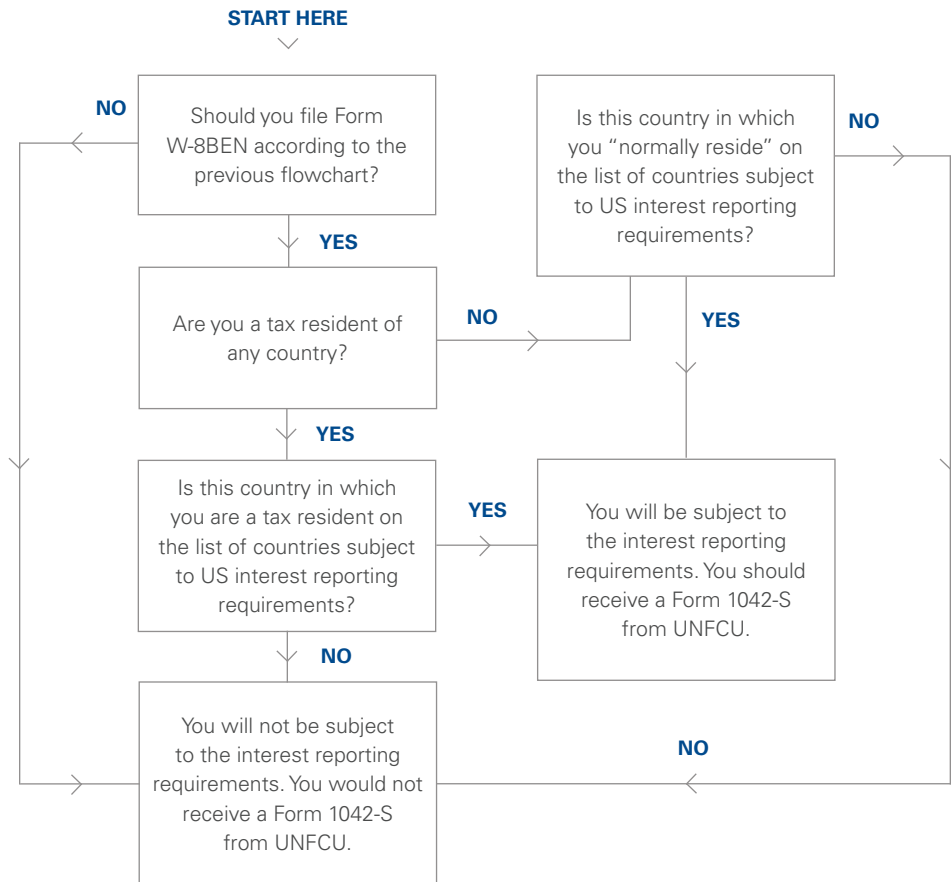 START HERE
NO
Should you file Form
W-8BEN according to the
previous flowchart?
YES
Are you a tax resident of
any country?
NO
Is this country in which
you “normally reside” on
the list of countries subject
to US interest reporting
requirements?
NO
YES
YES
Is this country in which
you are a tax resident on
the list of countries subject
to US interest reporting
requirements?
YES
You will be subject to
the interest reporting
requirements. You should
receive a Form 1042-S
from UNFCU.
NO
You will not be subject
to the interest reporting
requirements. You would not
receive a Form 1042-S
from UNFCU.
NO